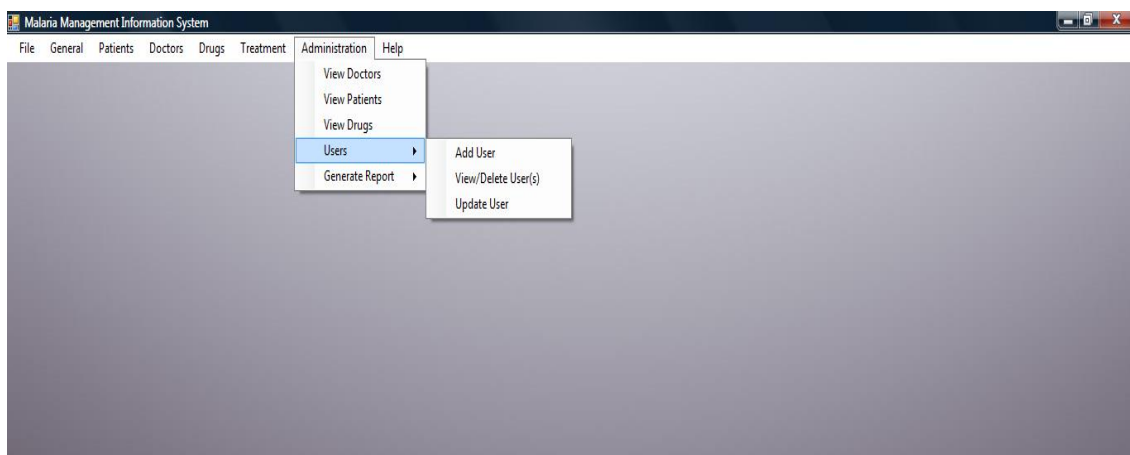 Malaria Management Information System
File General Patients Doctors Drugs Treatment Administration Help
View Doctors
View Patients
View Drugs
Users
Generate Report
Add User
View/Delete User(s)
Update User